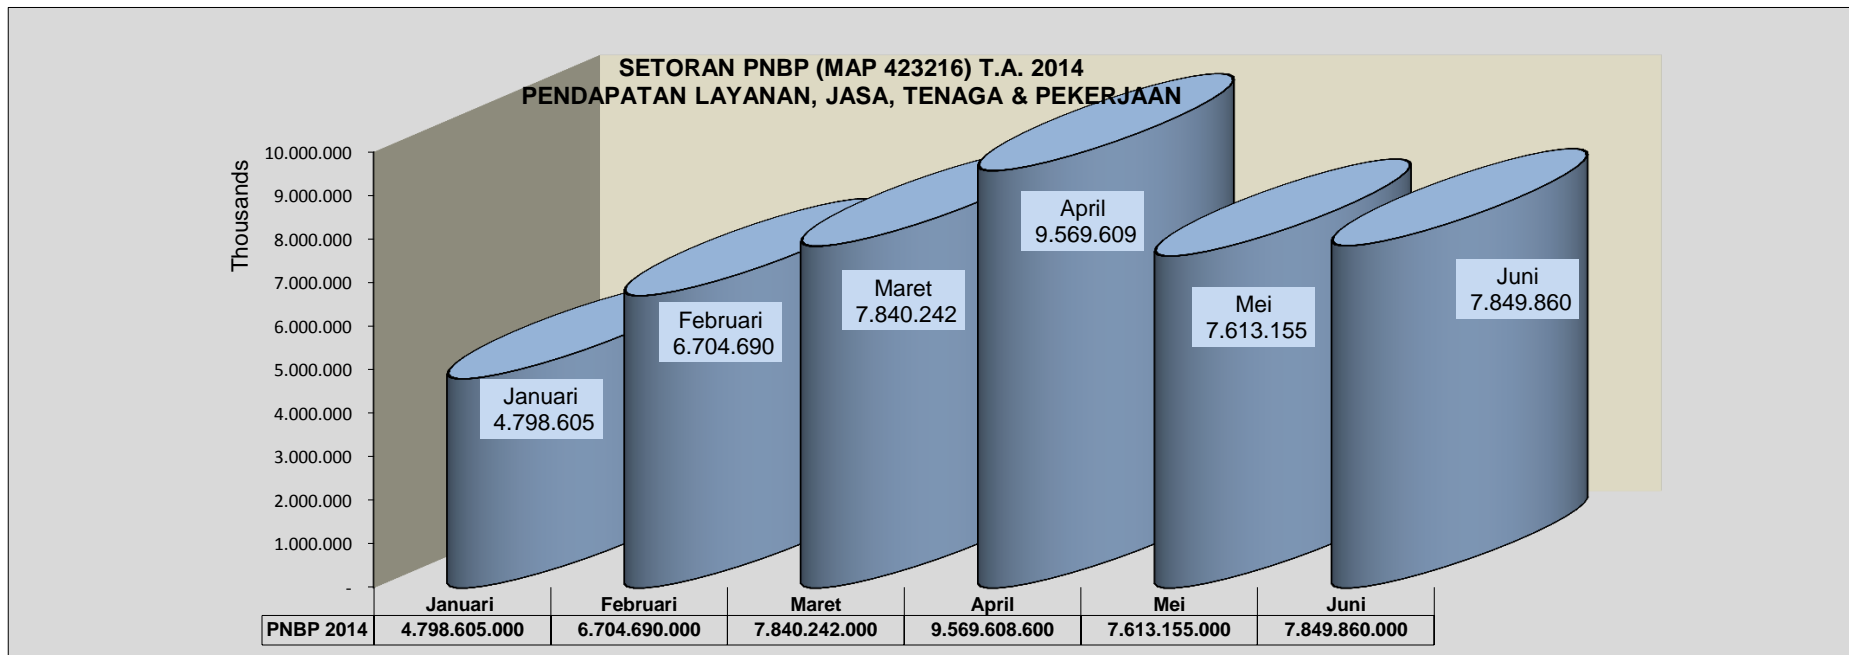 SETORAN PNBP (MAP 423216) T.A. 2014
PENDAPATAN LAYANAN, JASA, TENAGA & PEKERJAAN
Thousands
10.000.000
9.000.000
8.000.000
7.000.000
6.000.000
5.000.000
4.000.000
3.000.000
2.000.000
1.000.000
-
Januari
4.798.605
Februari
6.704.690
Maret
7.840.242
April
9.569.609
Mei
7.613.155
Juni
7.849.860
Januari Februari Maret April Mei Juni
PNBP 2014 4.798.605.000 6.704.690.000 7.840.242.000 9.569.608.600 7.613.155.000 7.849.860.000